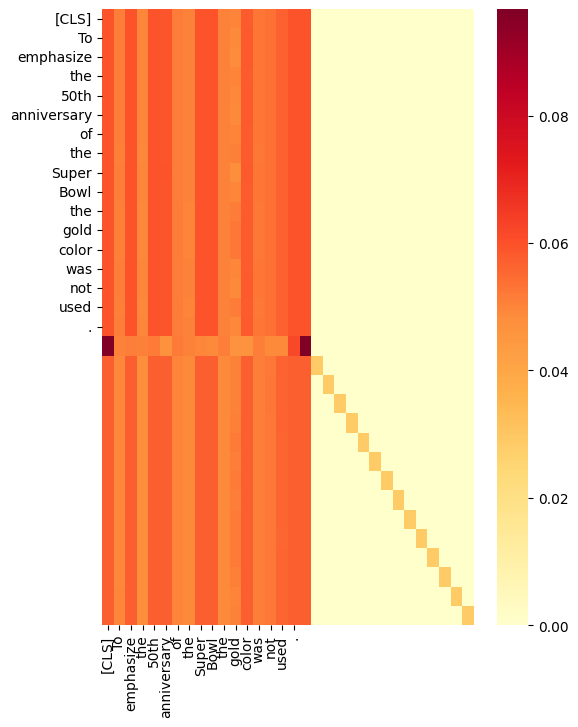 [CLS]
To
emphasize
the
50th
anniversary
of
the
Super
Bowl
the
gold
color
was
not
used
.
0.08
0.06
0.04
0.02
0.00
[CLS]
To
emphasize
the
50th
anniversary
of
the
Super
Bowl
the
gold
color
was
not
used
.